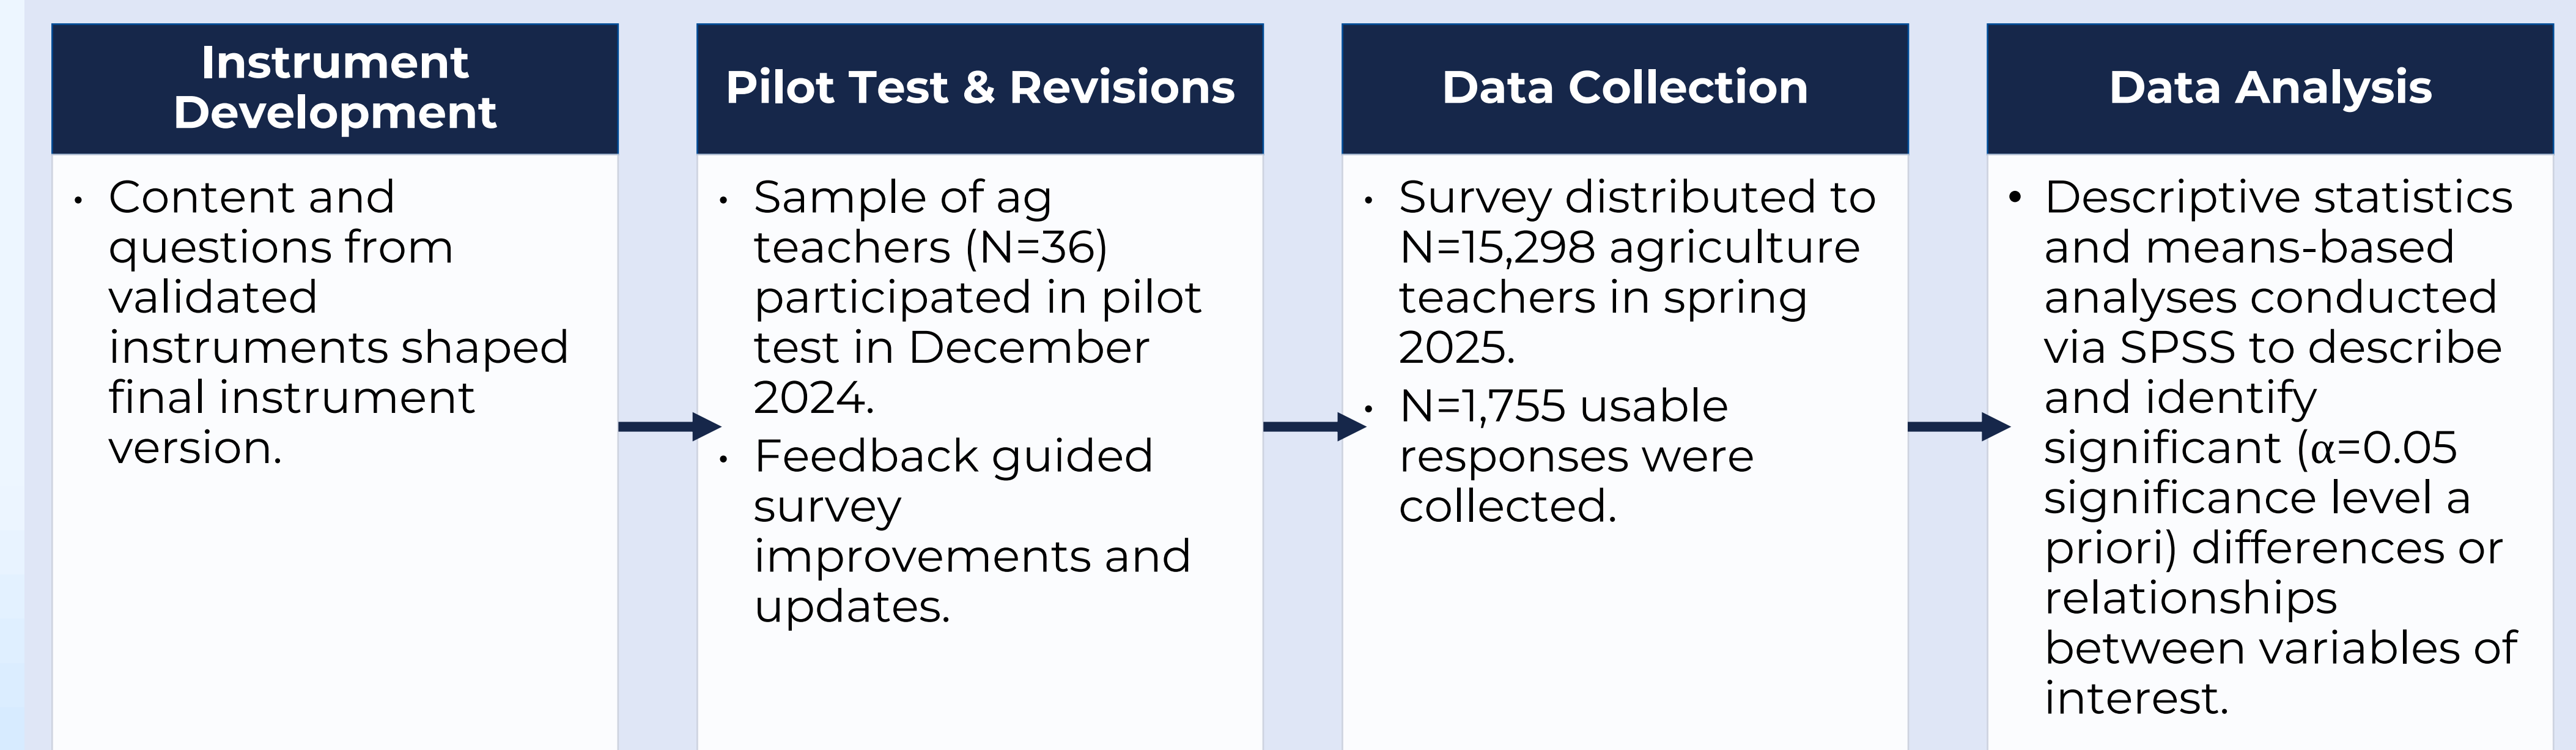 Instrument
Development
• Content and
questions from
validated
instruments shaped
final instrument
version.
Pilot Test & Revisions
• Sample of ag
teachers (N=36)
participated in pilot
test in December
2024.
• Feedback guided
survey
improvements and
updates.
Data Collection
• Survey distributed to
N=15,298 agriculture
teachers in spring
2025.
• N=1,755 usable
responses were
collected.
Data Analysis
• Descriptive statistics
and means-based
analyses conducted
via SPSS to describe
and identify
significant (α=0.05
significance level a
priori) differences or
relationships
between variables of
interest.